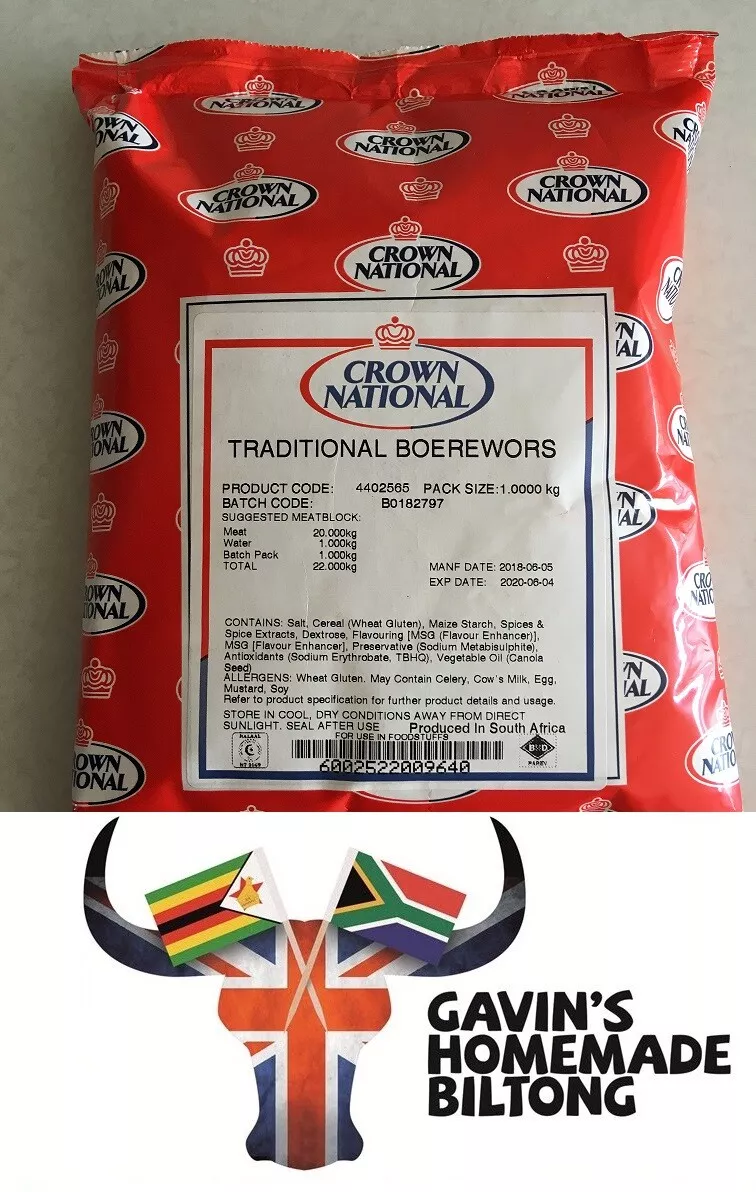 CROWN
NATIONAL
CROWN
NATIONAL
CROWN
NATIONAL
CROWN
NATIONAL
CROWN
NATIONAL
TRADITIONAL BOEREWORS
PRODUCT CODE: 4402565 PACK SIZE:1.0000 kg
BATCH CODE: B0182797
SUGGESTED MEATBLOCK:
Meat 20.000kg
Water 1.000kg
Batch Pack 1.000kg
TOTAL 22.000kg MANF DATE: 2018-06-05
EXP DATE: 2020-06-04
CONTAINS: Salt, Cereal (Wheat Gluten), Maize Starch, Spices &
Spice Extracts, Dextrose, Flavouring [MSG (Flavour Enhancer)],
MSG [Flavour Enhancer], Preservative (Sodium Metabisulphite),
Antioxidants (Sodium Erythrobate, TBHQ), Vegetable Oil (Canola
Seed)
ALLERGENS: Wheat Gluten. May Contain Celery, Cow's Milk, Egg,
Mustard, Soy
Refer to product specification for further product details and usage.
STORE IN COOL, DRY CONDITIONS AWAY FROM DIRECT
SUNLIGHT. SEAL AFTER USE Produced In South Africa
FOR USE IN FOODSTUFFS
6002522009640
PAREV
GAVIN'S
HOMEMADE
BILTONG